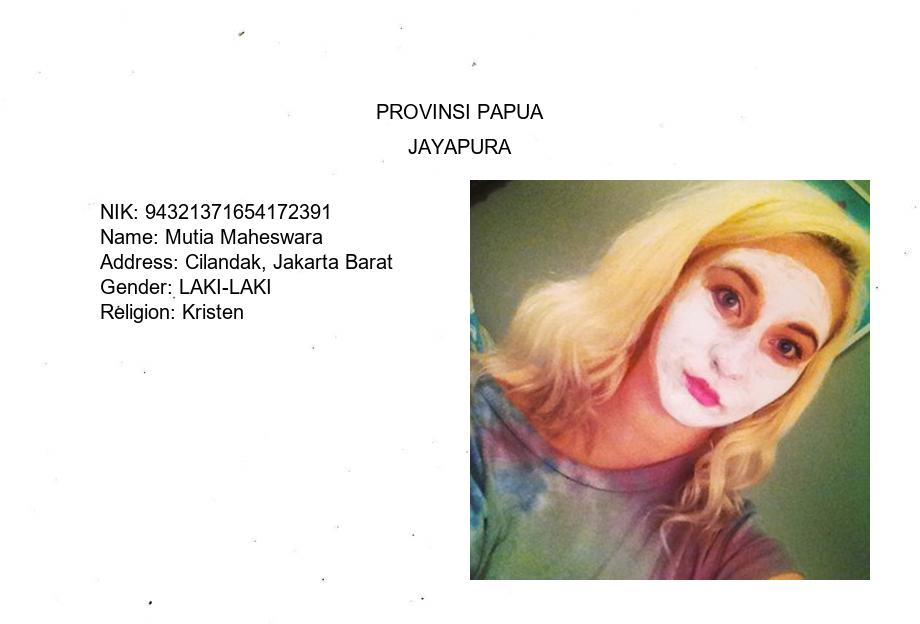 PROVINSI PAPUA
JAYAPURA
NIK: 94321371654172391
Name: Mutia Maheswara
Address: Cilandak, Jakarta Barat
Gender: LAKI-LAKI
Religion: Kristen